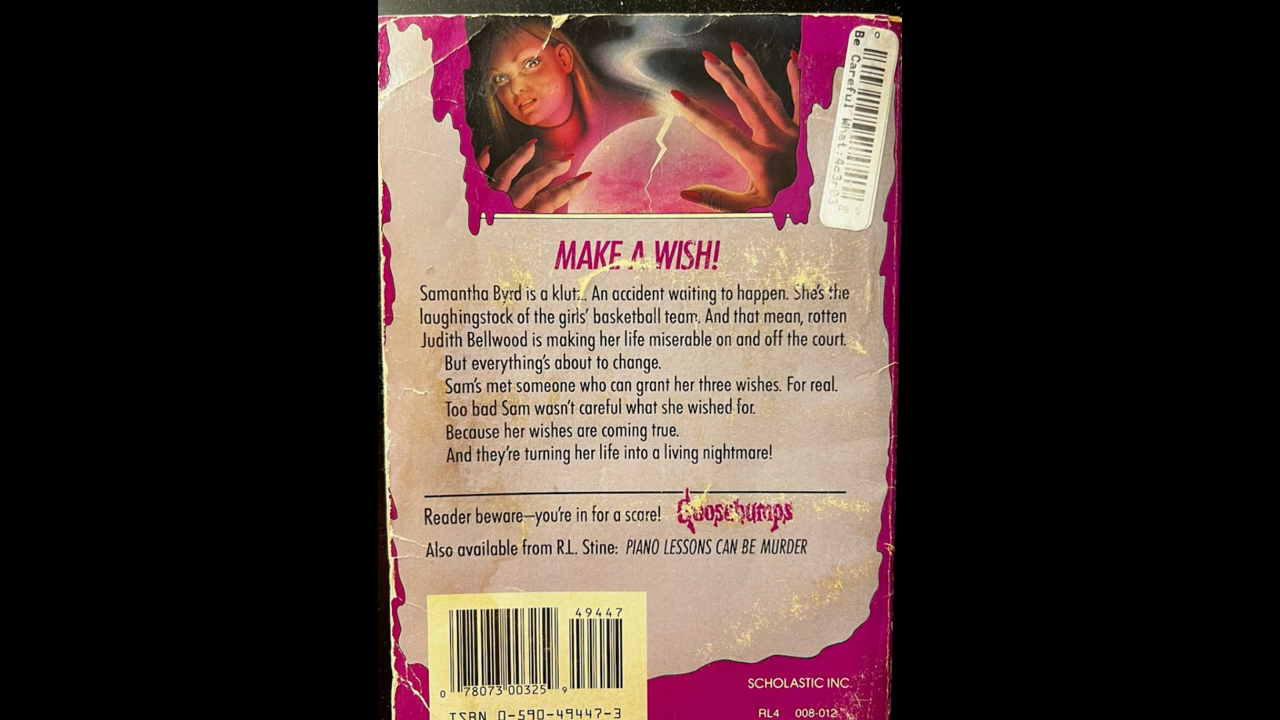 0
Be Careful What:4c3r03
PB S
MAKE A WISH!
Samantha Byrd is a klutz. An accident waiting to happen. She's the
laughingstock of the girls' basketball team. And that mean, rotten
Judith Bellwood is making her life miserable on and off the court.
But everything's about to change.
Sam's met someone who can grant her three wishes. For real.
Too bad Sam wasn't careful what she wished for.
Because her wishes are coming true.
And they're turning her life into a living nightmare!
Reader beware—you're in for a scare! Goosebumps
Also available from R.L. Stine: PIANO LESSONS CAN BE MURDER
49447
0 78073 00325 9
ISBN 0-590-49447-3
SCHOLASTIC INC.
RL4 008-012